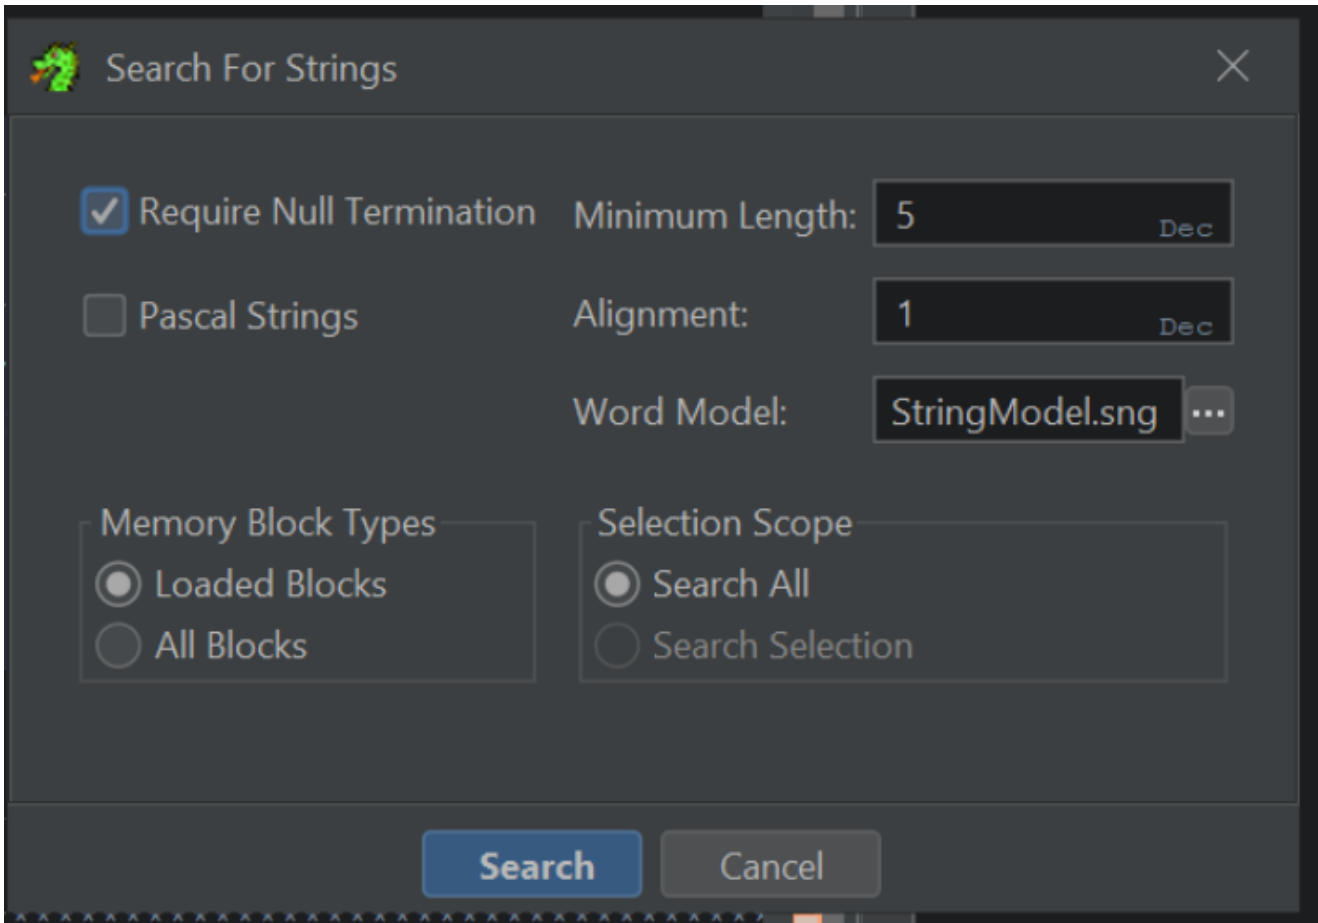 Search For Strings
Require Null Termination
Minimum Length: 5 Dec
Pascal Strings
Alignment: 1 Dec
Word Model: StringModel.sng ...
Memory Block Types
Loaded Blocks
All Blocks
Selection Scope
Search All
Search Selection
Search
Cancel